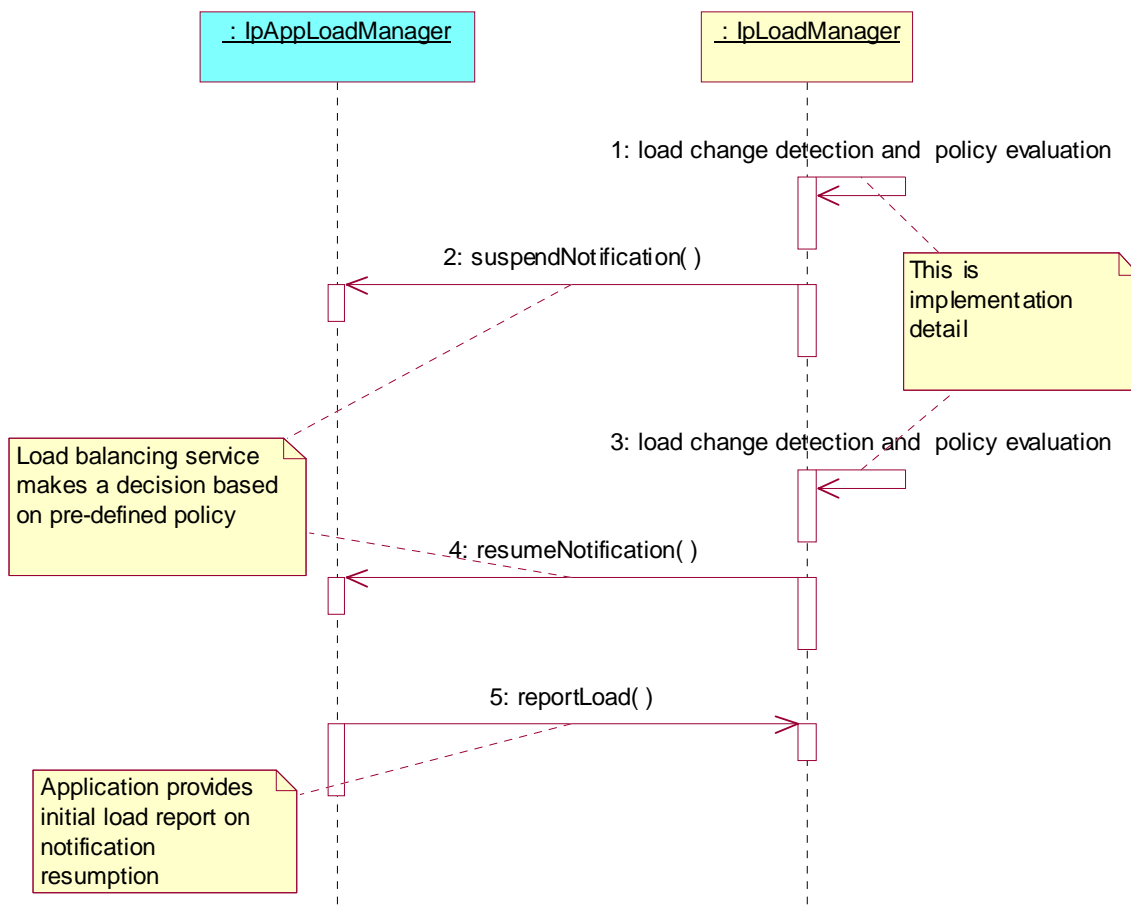 : IpAppLoadManager
: IpLoadManager
1: load change detection and policy evaluation
2: suspendNotification( )
This is
implementation
detail
3: load change detection and policy evaluation
Load balancing service
makes a decision based
on pre-defined policy
4: resumeNotification( )
5: reportLoad( )
Application provides
initial load report on
notification
resumption